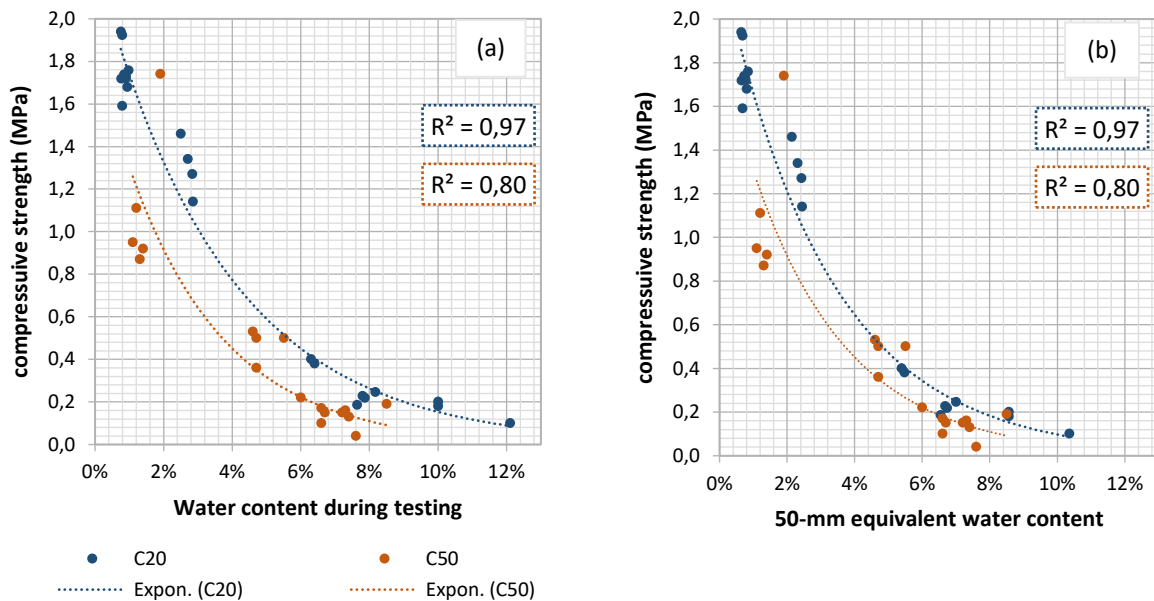 2,0
1,8
1,6
1,4
1,2
1,0
0,8
0,6
0,4
0,2
0,0
compressuive strength (MPa)
(a)
R² = 0,97
R² = 0,80
0% 2% 4% 6% 8% 10% 12%
Water content during testing
2,0
1,8
1,6
1,4
1,2
1,0
0,8
0,6
0,4
0,2
0,0
compressuive strength (MPa)
(b)
R² = 0,97
R² = 0,80
0% 2% 4% 6% 8% 10% 12%
50-mm equivalent water content
C20 C50
Expon. (C20) Expon. (C50)